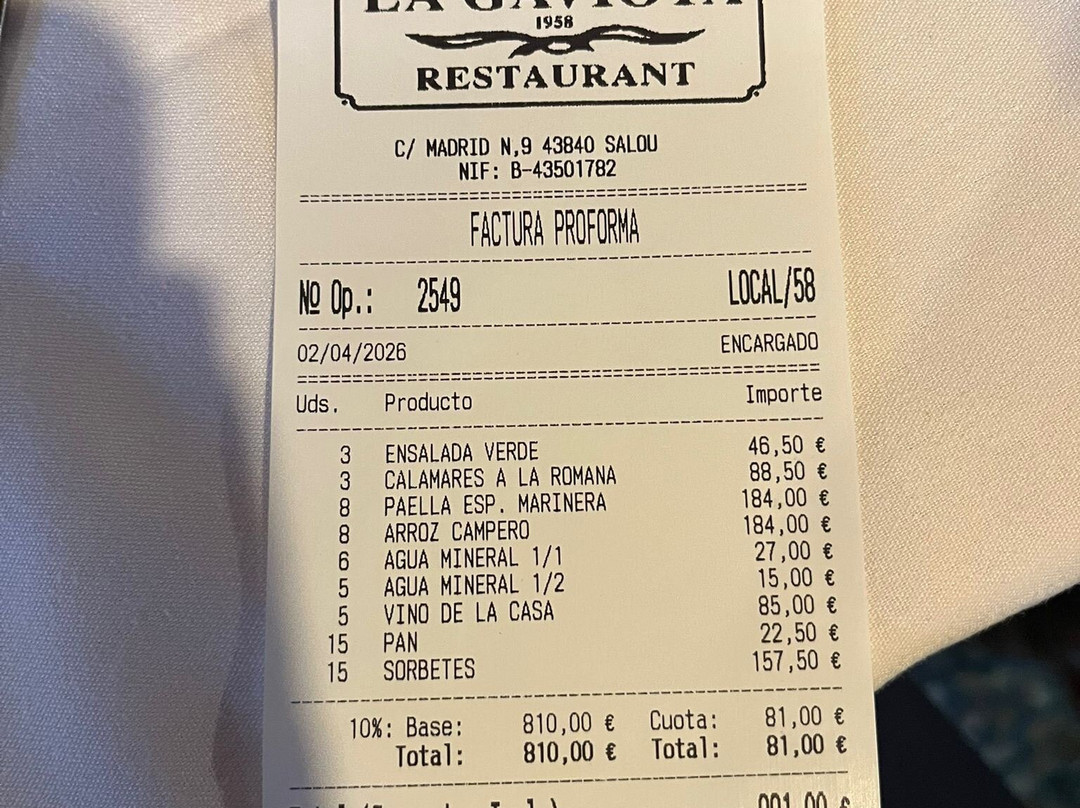 LA GAVIOTA
1958
RESTAURANT
C/ MADRID N,9 43840 SALOU
NIF: B-43501782
FACTURA PROFORMA
Nº Op.: 2549 LOCAL/58
02/04/2026 ENCARGADO
Uds. Producto Importe
3 ENSALADA VERDE 46,50 €
3 CALAMARES A LA ROMANA 88,50 €
8 PAELLA ESP. MARINERA 184,00 €
8 ARROZ CAMPERO 184,00 €
6 AGUA MINERAL 1/1 27,00 €
5 AGUA MINERAL 1/2 15,00 €
5 VINO DE LA CASA 85,00 €
15 PAN 22,50 €
15 SORBETES 157,50 €
10%: Base: 810,00 € Cuota: 81,00 €
Total: 810,00 € Total: 81,00 €